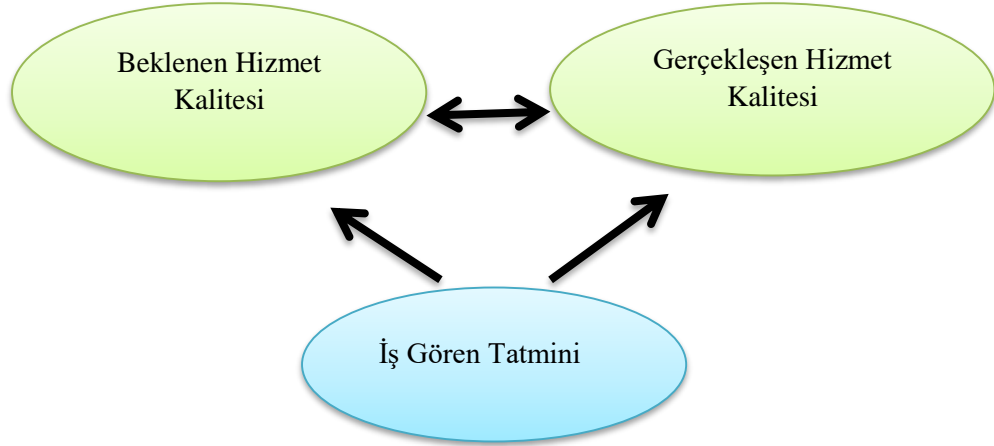 Beklenen Hizmet
Kalitesi
Gerçekleşen Hizmet
Kalitesi
İş Gören Tatmini